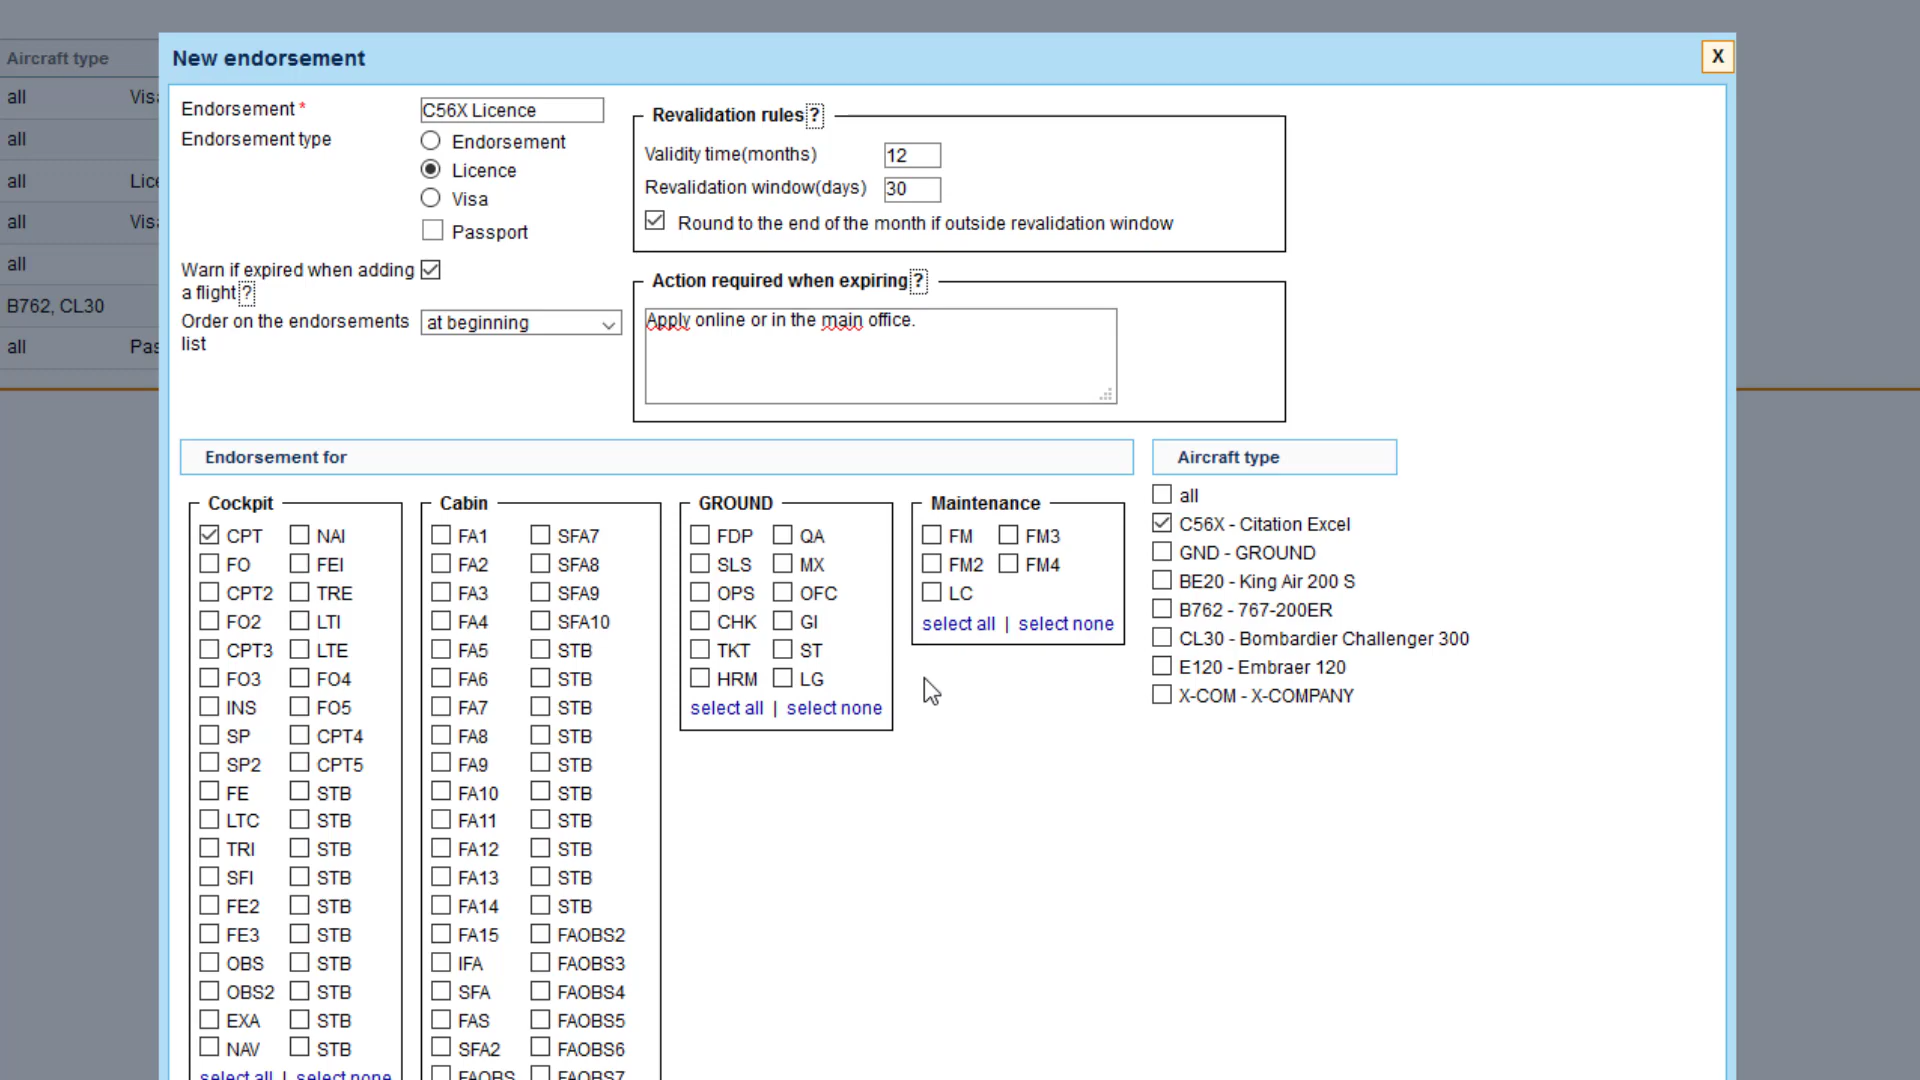 Aircraft type
all
all
all
all
all
B762, CL30
all
New endorsement
X
Endorsement *
C56X Licence
Endorsement type
Endorsement
Licence
Visa
Passport
Warn if expired when adding
a flight ?
Order on the endorsements
list
at beginning
Revalidation rules ?
Validity time(months)
12
Revalidation window(days)
30
Round to the end of the month if outside revalidation window
Action required when expiring ?
Apply online or in the main office.
Endorsement for
Aircraft type
Cockpit
CPT NAI
FO FEI
CPT2 TRE
FO2 LTI
CPT3 LTE
FO3 FO4
INS FO5
SP CPT4
SP2 CPT5
FE STB
LTC STB
TRI STB
SFI STB
FE2 STB
FE3 STB
OBS STB
OBS2 STB
EXA STB
NAV STB
select all | select none
Cabin
FA1 SFA7
FA2 SFA8
FA3 SFA9
FA4 SFA10
FA5 STB
FA6 STB
FA7 STB
FA8 STB
FA9 STB
FA10 STB
FA11 STB
FA12 STB
FA13 STB
FA14 STB
FA15 FAOBS2
IFA FAOBS3
SFA FAOBS4
FAS FAOBS5
SFA2 FAOBS6
FAOBS FAOBS7
GROUND
FDP QA
SLS MX
OPS OFC
CHK GI
TKT ST
HRM LG
select all | select none
Maintenance
FM FM3
FM2 FM4
LC
select all | select none
all
C56X - Citation Excel
GND - GROUND
BE20 - King Air 200 S
B762 - 767-200ER
CL30 - Bombardier Challenger 300
E120 - Embraer 120
X-COM - X-COMPANY